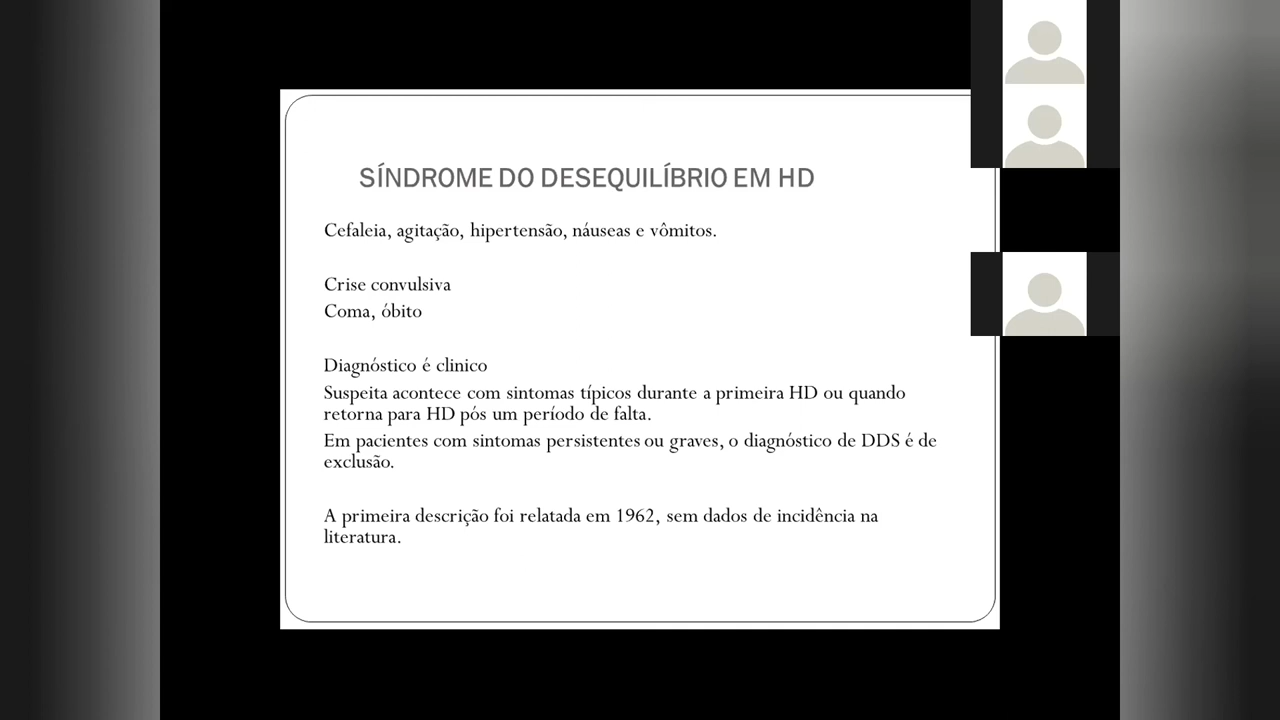 SÍNDROME DO DESEQUILÍBRIO EM HD
Cefaleia, agitação, hipertensão, náuseas e vômitos.
Crise convulsiva
Coma, óbito
Diagnóstico é clinico
Suspeita acontece com sintomas típicos durante a primeira HD ou quando
retorna para HD pós um período de falta.
Em pacientes com sintomas persistentes ou graves, o diagnóstico de DDS é de
exclusão.
A primeira descrição foi relatada em 1962, sem dados de incidência na
literatura.